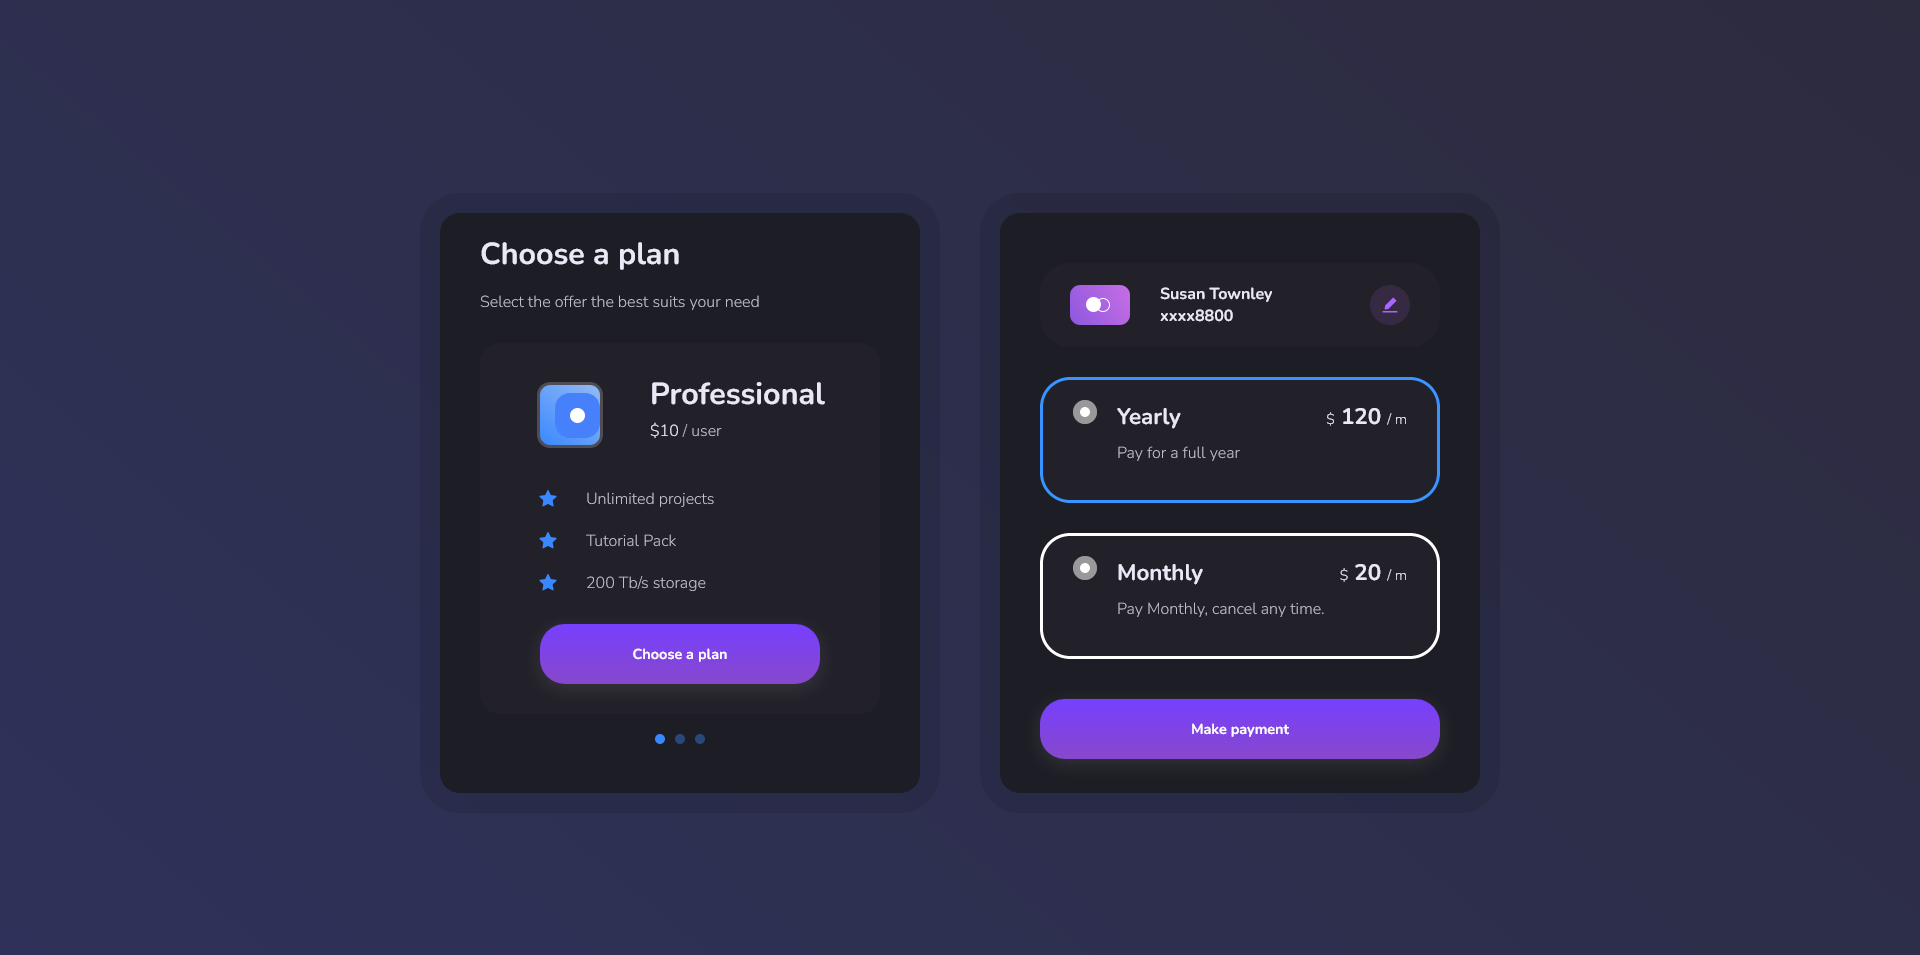 Choose a plan
Select the offer the best suits your need
Professional
$10 / user
Unlimited projects
Tutorial Pack
200 Tb/s storage
Choose a plan
Susan Townley
xxxx8800
Yearly
$ 120 / m
Pay for a full year
Monthly
$ 20 / m
Pay Monthly, cancel any time.
Make payment